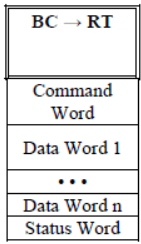 BC → RT
Command
Word
Data Word 1
• • •
Data Word n
Status Word